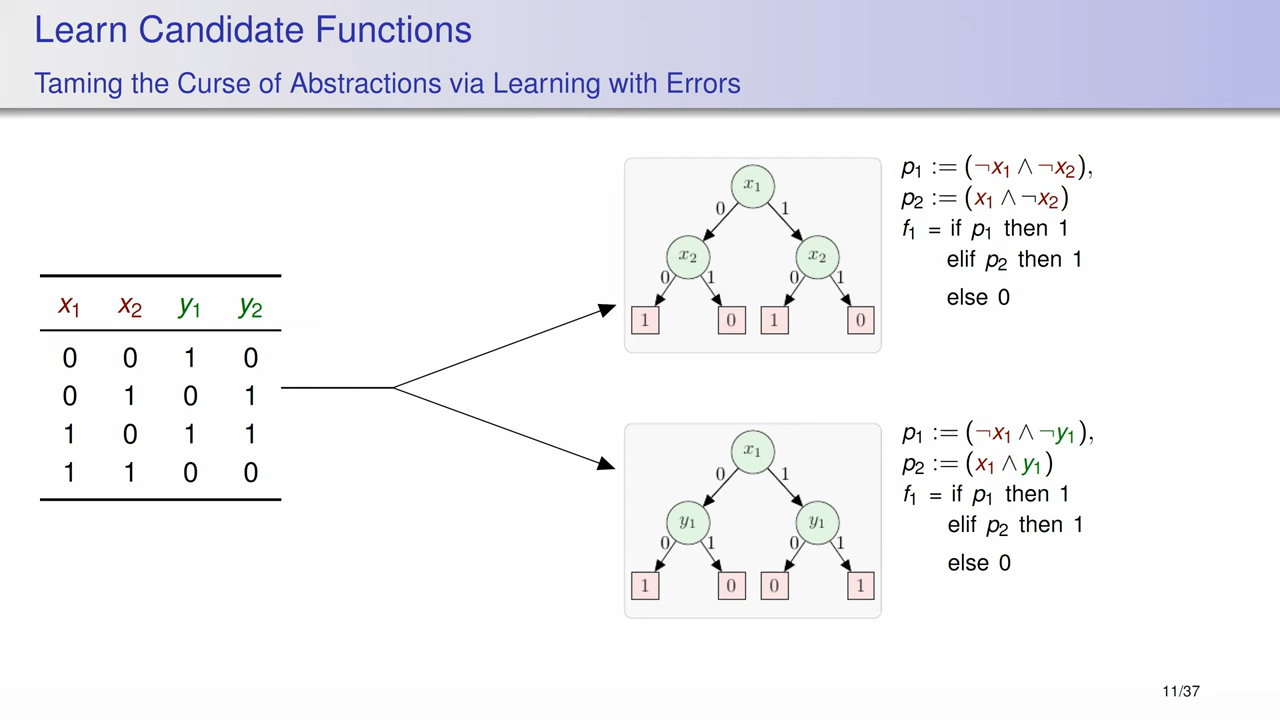 Learn Candidate Functions
Taming the Curse of Abstractions via Learning with Errors
x₁ x₂ y₁ y₂
0 0 1 0
0 1 0 1
1 0 1 1
1 1 0 0
x₁
0 1
x₂ x₂
0 1 0 1
1 0 1 0
p₁ := (¬x₁ ∧ ¬x₂),
p₂ := (x₁ ∧ ¬x₂)
f₁ = if p₁ then 1
elif p₂ then 1
else 0
x₁
0 1
y₁ y₁
0 1 0 1
1 0 0 1
p₁ := (¬x₁ ∧ ¬y₁),
p₂ := (x₁ ∧ y₁)
f₁ = if p₁ then 1
elif p₂ then 1
else 0
11/37